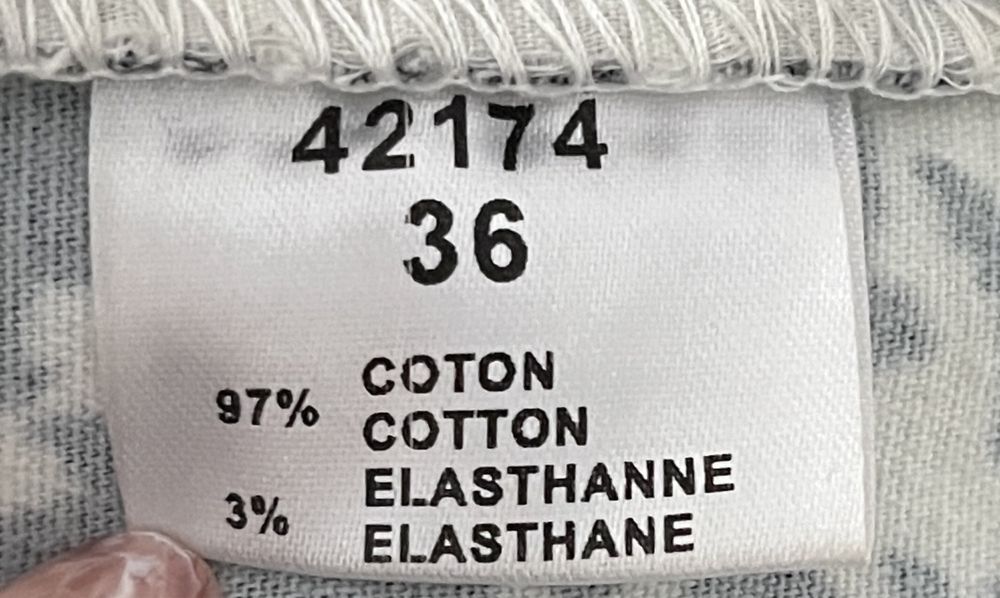 42174
36
97% COTON
COTTON
3% ELASTHANNE
ELASTHANE